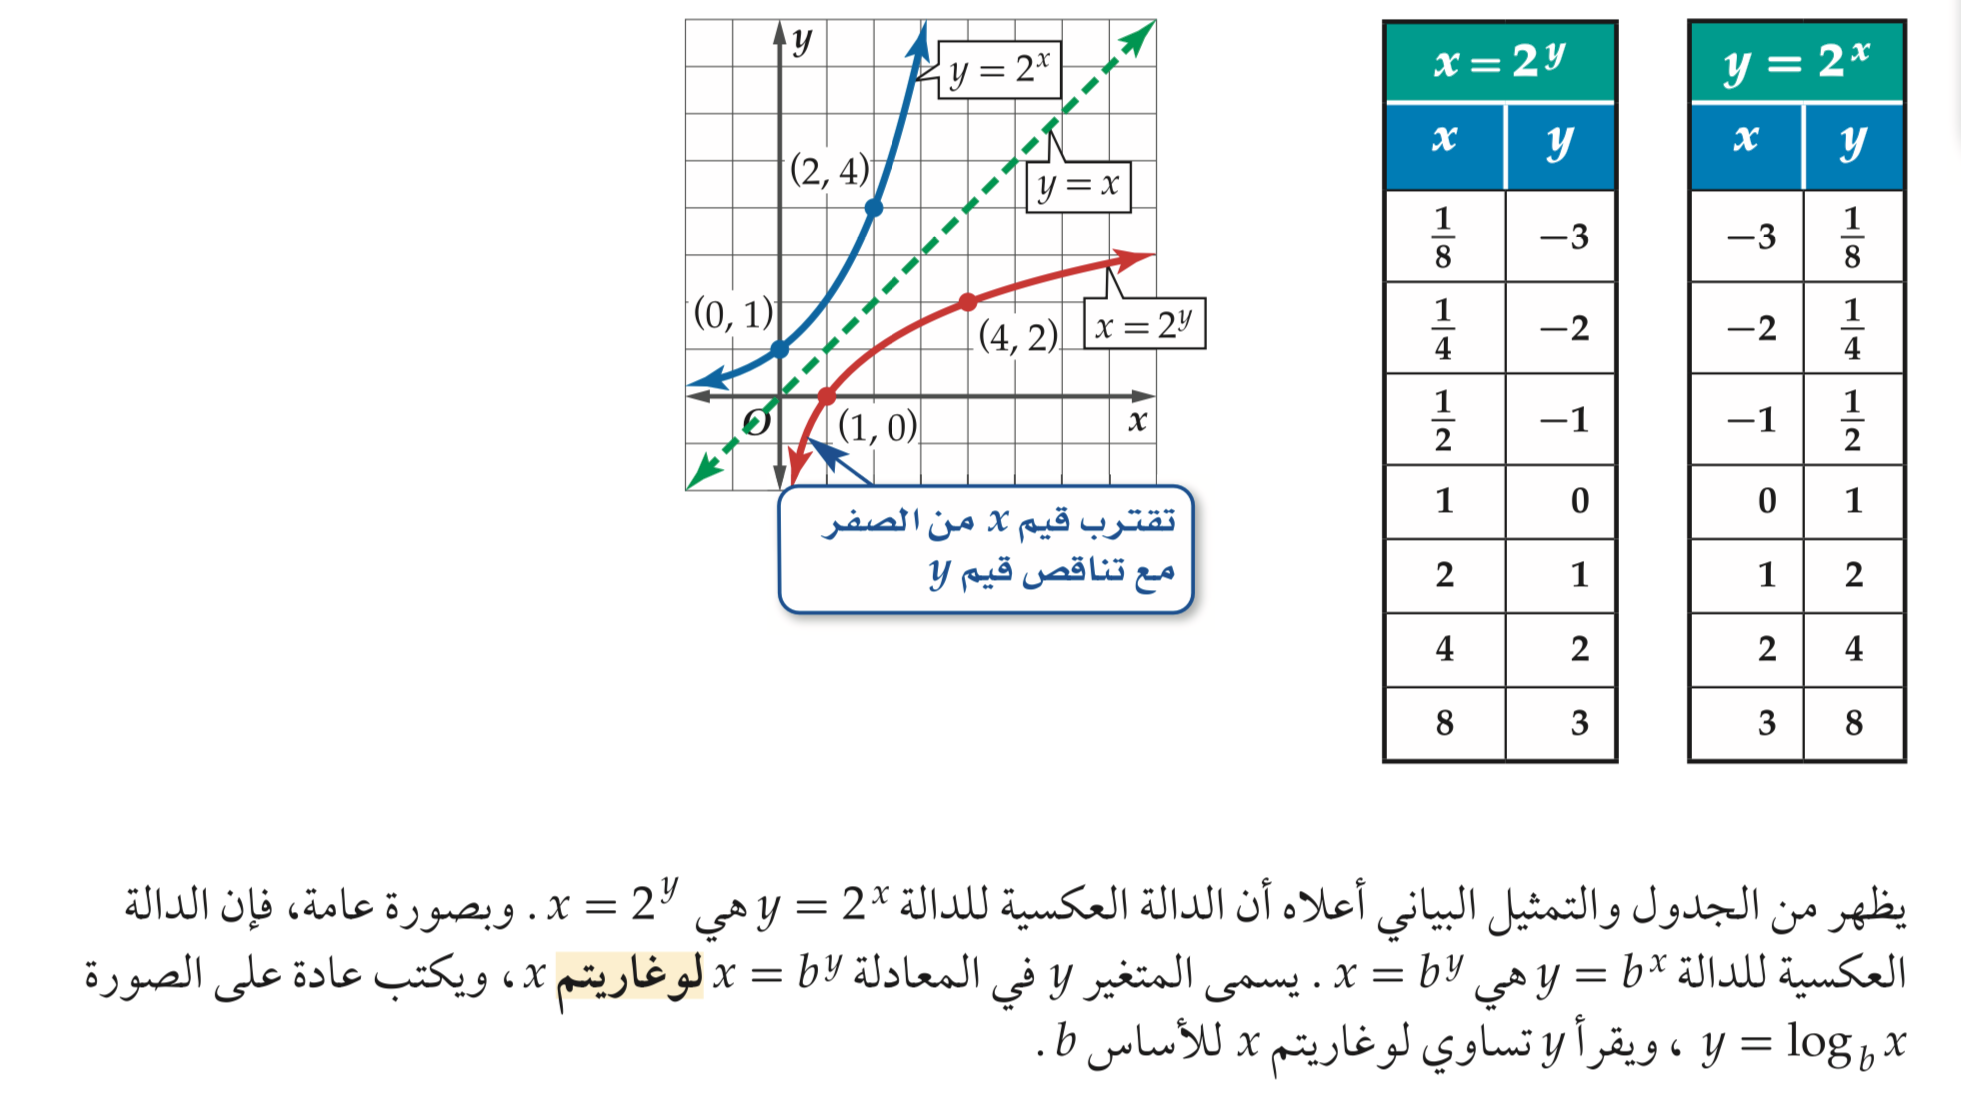 y = 2^x
x y
−3 1/8
−2 1/4
−1 1/2
0 1
1 2
2 4
3 8
x = 2^y
x y
1/8 −3
1/4 −2
1/2 −1
1 0
2 1
4 2
8 3
y
y = 2^x
(2, 4)
y = x
(0, 1)
(4, 2)
x = 2^y
O
(1, 0)
x
تقترب قيم x من الصفر
مع تناقص قيم y
يظهر من الجدول والتمثيل البياني أعلاه أن الدالة العكسية للدالة y = 2^x هي x = 2^y . وبصورة عامة، فإن الدالة
العكسية للدالة y = b^x هي x = b^y . يسمى المتغير y في المعادلة x = b^y لوغاريتم x ، ويكتب عادة على الصورة
y = log_b x ، ويقرأ y تساوي لوغاريتم x للأساس b .